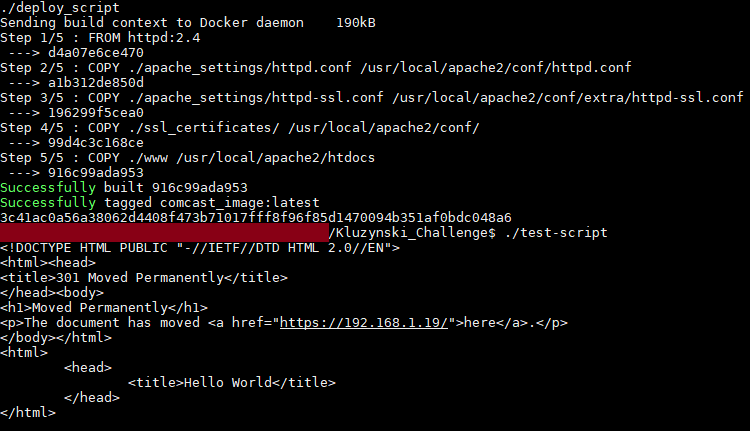 ./deploy_script
Sending build context to Docker daemon    190kB
Step 1/5 : FROM httpd:2.4
 ---> d4a07e6ce470
Step 2/5 : COPY ./apache_settings/httpd.conf /usr/local/apache2/conf/httpd.conf
 ---> a1b312de850d
Step 3/5 : COPY ./apache_settings/httpd-ssl.conf /usr/local/apache2/conf/extra/httpd-ssl.conf
 ---> 196299f5cea0
Step 4/5 : COPY ./ssl_certificates/ /usr/local/apache2/conf/
 ---> 99d4c3c168ce
Step 5/5 : COPY ./www /usr/local/apache2/htdocs
 ---> 916c99ada953
Successfully built 916c99ada953
Successfully tagged comcast_image:latest
3c41ac0a56a38062d4408f473b71017fff8f96f85d1470094b351af0bdc048a6
/Kluzynski_Challenge$ ./test-script
<!DOCTYPE HTML PUBLIC "-//IETF//DTD HTML 2.0//EN">
<html><head>
<title>301 Moved Permanently</title>
</head><body>
<h1>Moved Permanently</h1>
<p>The document has moved <a href="https://192.168.1.19/">here</a>.</p>
</body></html>
<html>
        <head>
                <title>Hello World</title>
        </head>
</html>